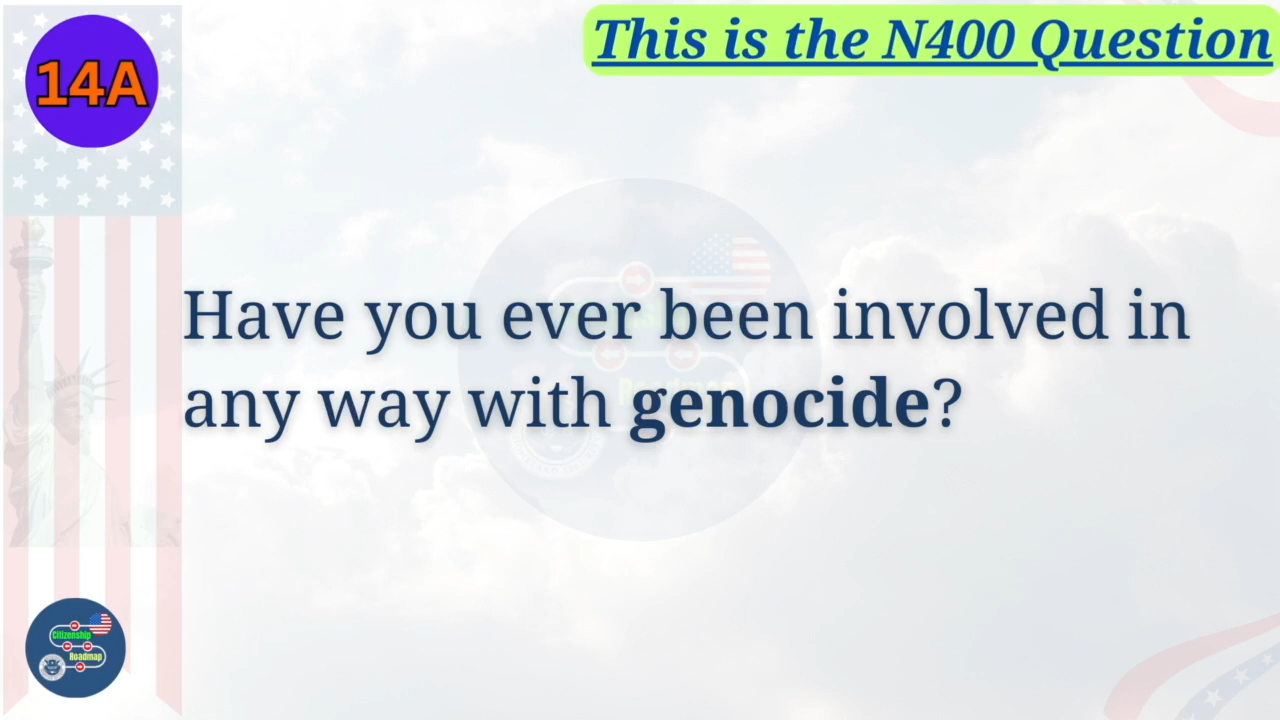 14A
This is the N400 Question
Have you ever been involved in
any way with genocide?
Citizenship
Roadmap